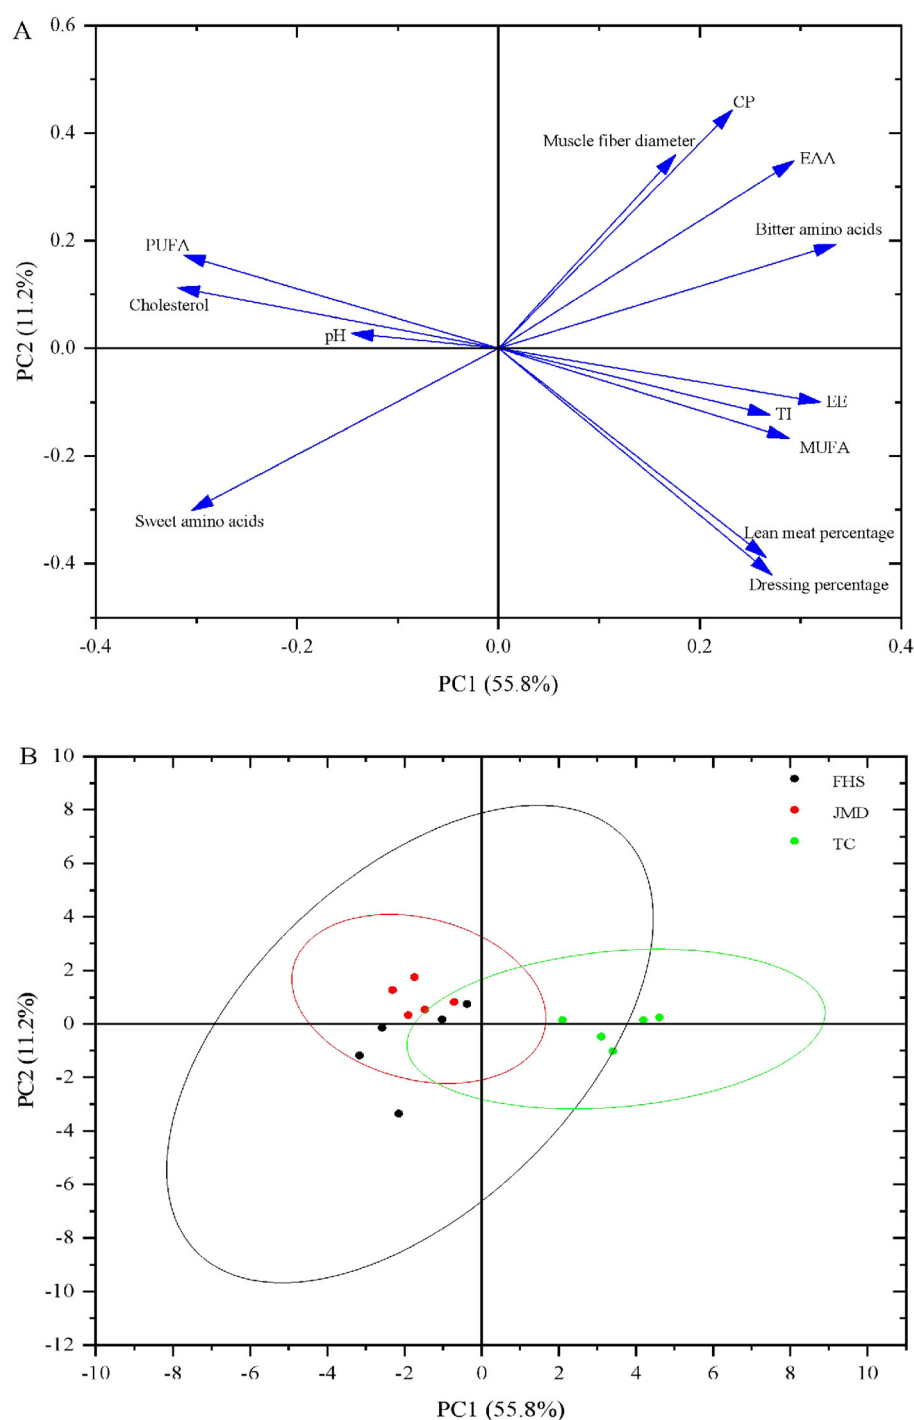 A
0.6
CP
0.4
Muscle fiber diameter
EAA
Bitter amino acids
0.2
PUFA
Cholesterol
pH
0.0
PC2 (11.2%)
EE
TI
MUFA
-0.2
Sweet amino acids
Lean meat percentage
-0.4
Dressing percentage
-0.4 -0.2 0.0 0.2 0.4
PC1 (55.8%)
B
10
FHS
8
JMD
TC
6
4
2
0
PC2 (11.2%)
-2
-4
-6
-8
-10
-12
-10 -8 -6 -4 -2 0 2 4 6 8 10
PC1 (55.8%)